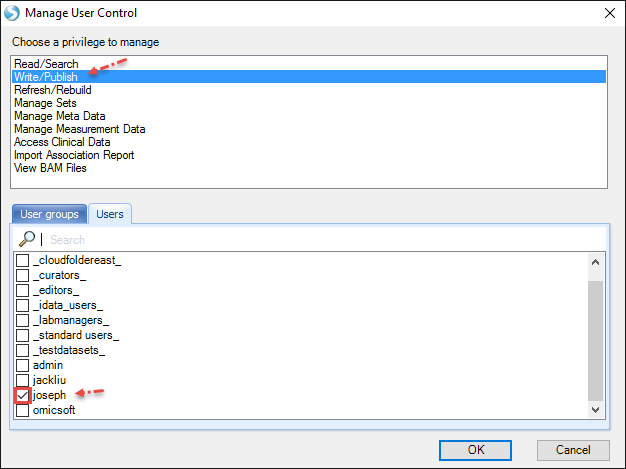 Manage User Control
Choose a privilege to manage
Read/Search
Write/Publish
Refresh/Rebuild
Manage Sets
Manage Meta Data
Manage Measurement Data
Access Clinical Data
Import Association Report
View BAM Files
User groups Users
Search
_cloudfoldereast_
_curators_
_editors_
_idata_users_
_labmanagers_
_standard users_
_testdatasets_
admin
jackliu
joseph
omicsoft
OK Cancel